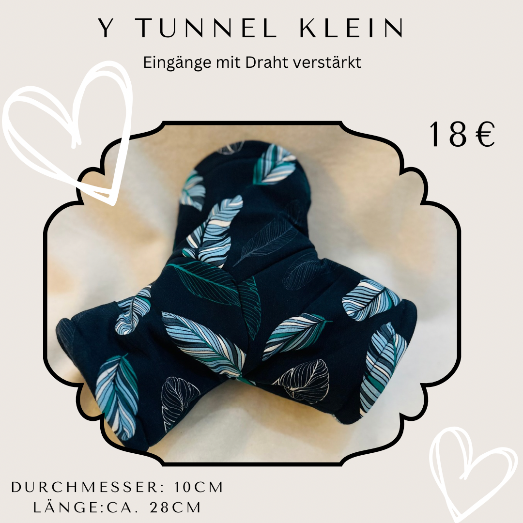 Y TUNNEL KLEIN
Eingänge mit Draht verstärkt
18€
DURCHMESSER: 10CM
LÄNGE:CA. 28CM